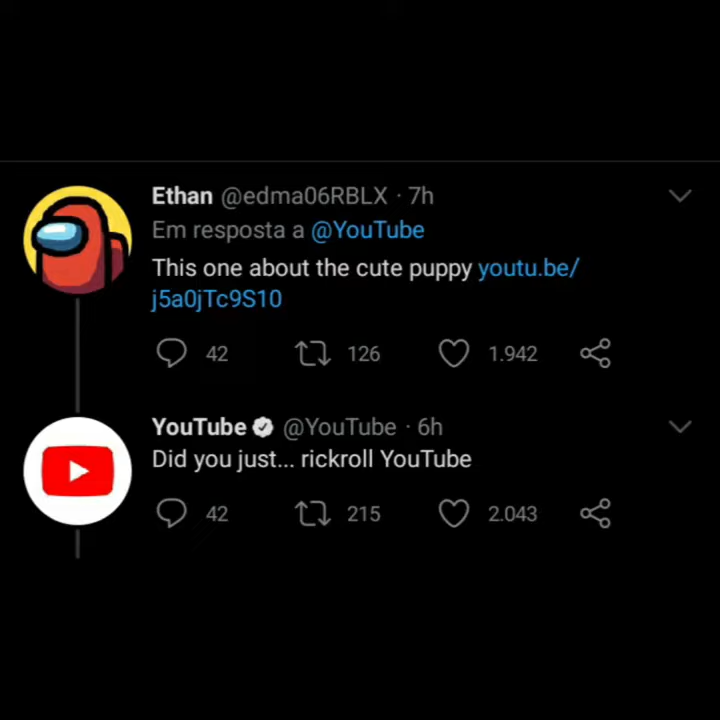 Ethan @edma06RBLX · 7h
Em resposta a @YouTube
This one about the cute puppy youtu.be/
j5a0jTc9S10
42 126 1.942
YouTube @YouTube · 6h
Did you just... rickroll YouTube
42 215 2.043